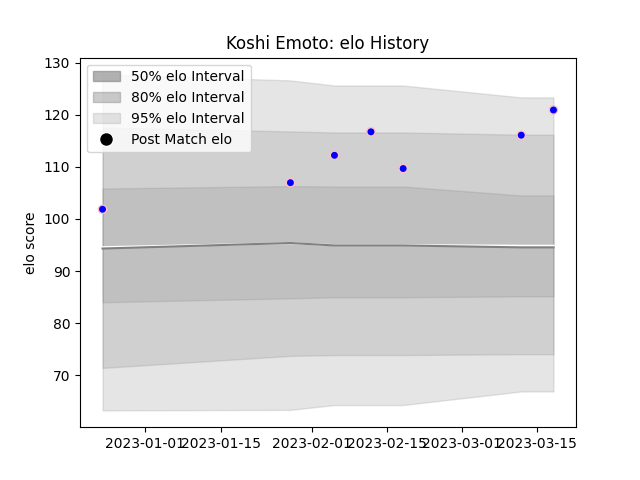 Koshi Emoto: elo History
50% elo Interval
80% elo Interval
95% elo Interval
Post Match elo
elo score
130
120
110
100
90
80
70
2023-01-01
2023-01-15
2023-02-01
2023-02-15
2023-03-01
2023-03-15